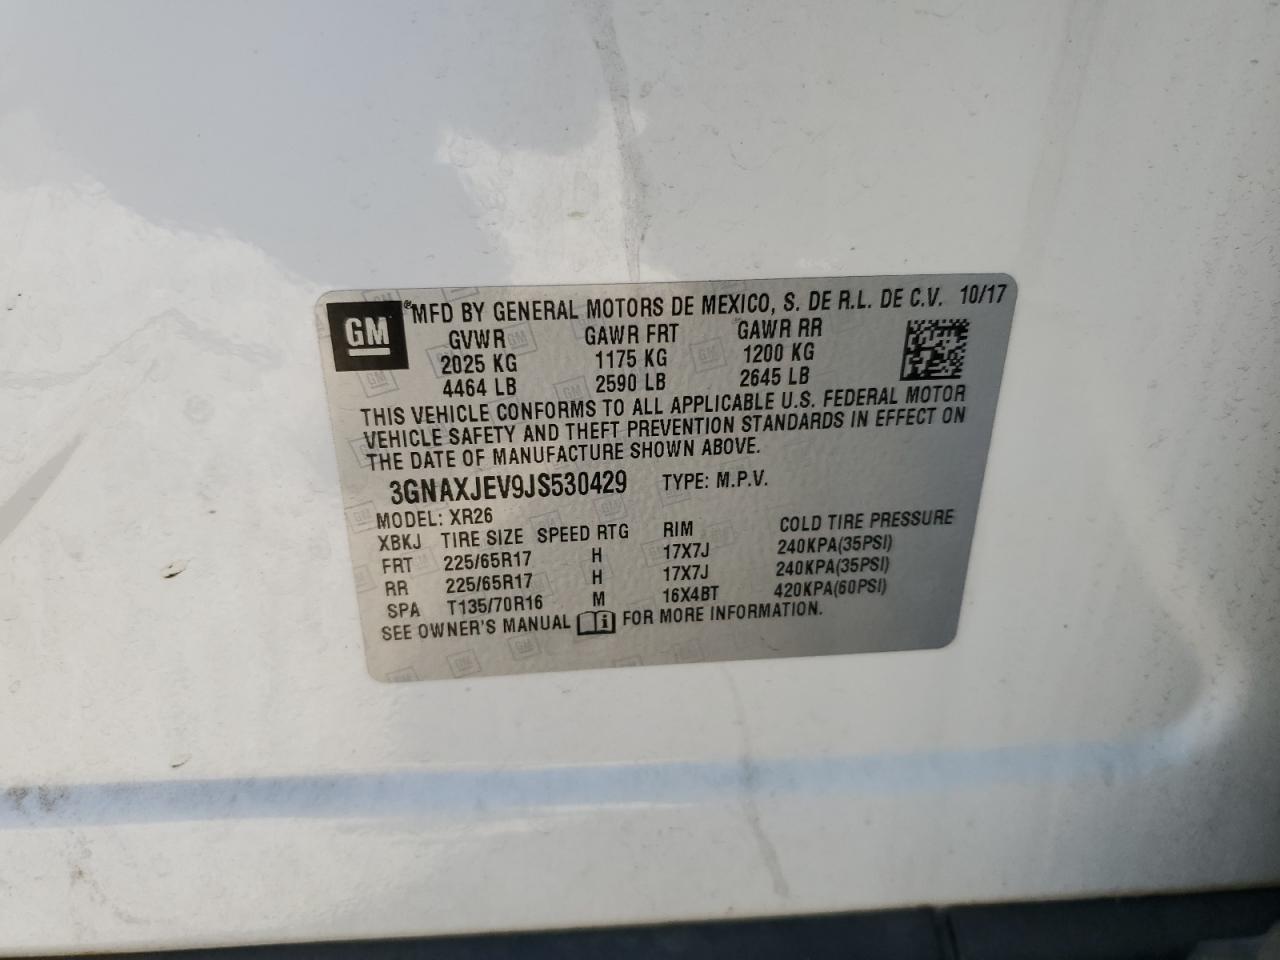 GM
®MFD BY GENERAL MOTORS DE MEXICO, S. DE R.L. DE C.V. 10/17
GVWR GAWR FRT GAWR RR
2025 KG 1175 KG 1200 KG
4464 LB 2590 LB 2645 LB
THIS VEHICLE CONFORMS TO ALL APPLICABLE U.S. FEDERAL MOTOR
VEHICLE SAFETY AND THEFT PREVENTION STANDARDS IN EFFECT ON
THE DATE OF MANUFACTURE SHOWN ABOVE.
3GNAXJEV9JS530429 TYPE: M.P.V.
MODEL: XR26
XBKJ TIRE SIZE SPEED RTG RIM COLD TIRE PRESSURE
FRT 225/65R17 H 17X7J 240KPA(35PSI)
RR 225/65R17 H 17X7J 240KPA(35PSI)
SPA T135/70R16 M 16X4BT 420KPA(60PSI)
SEE OWNER'S MANUAL FOR MORE INFORMATION.